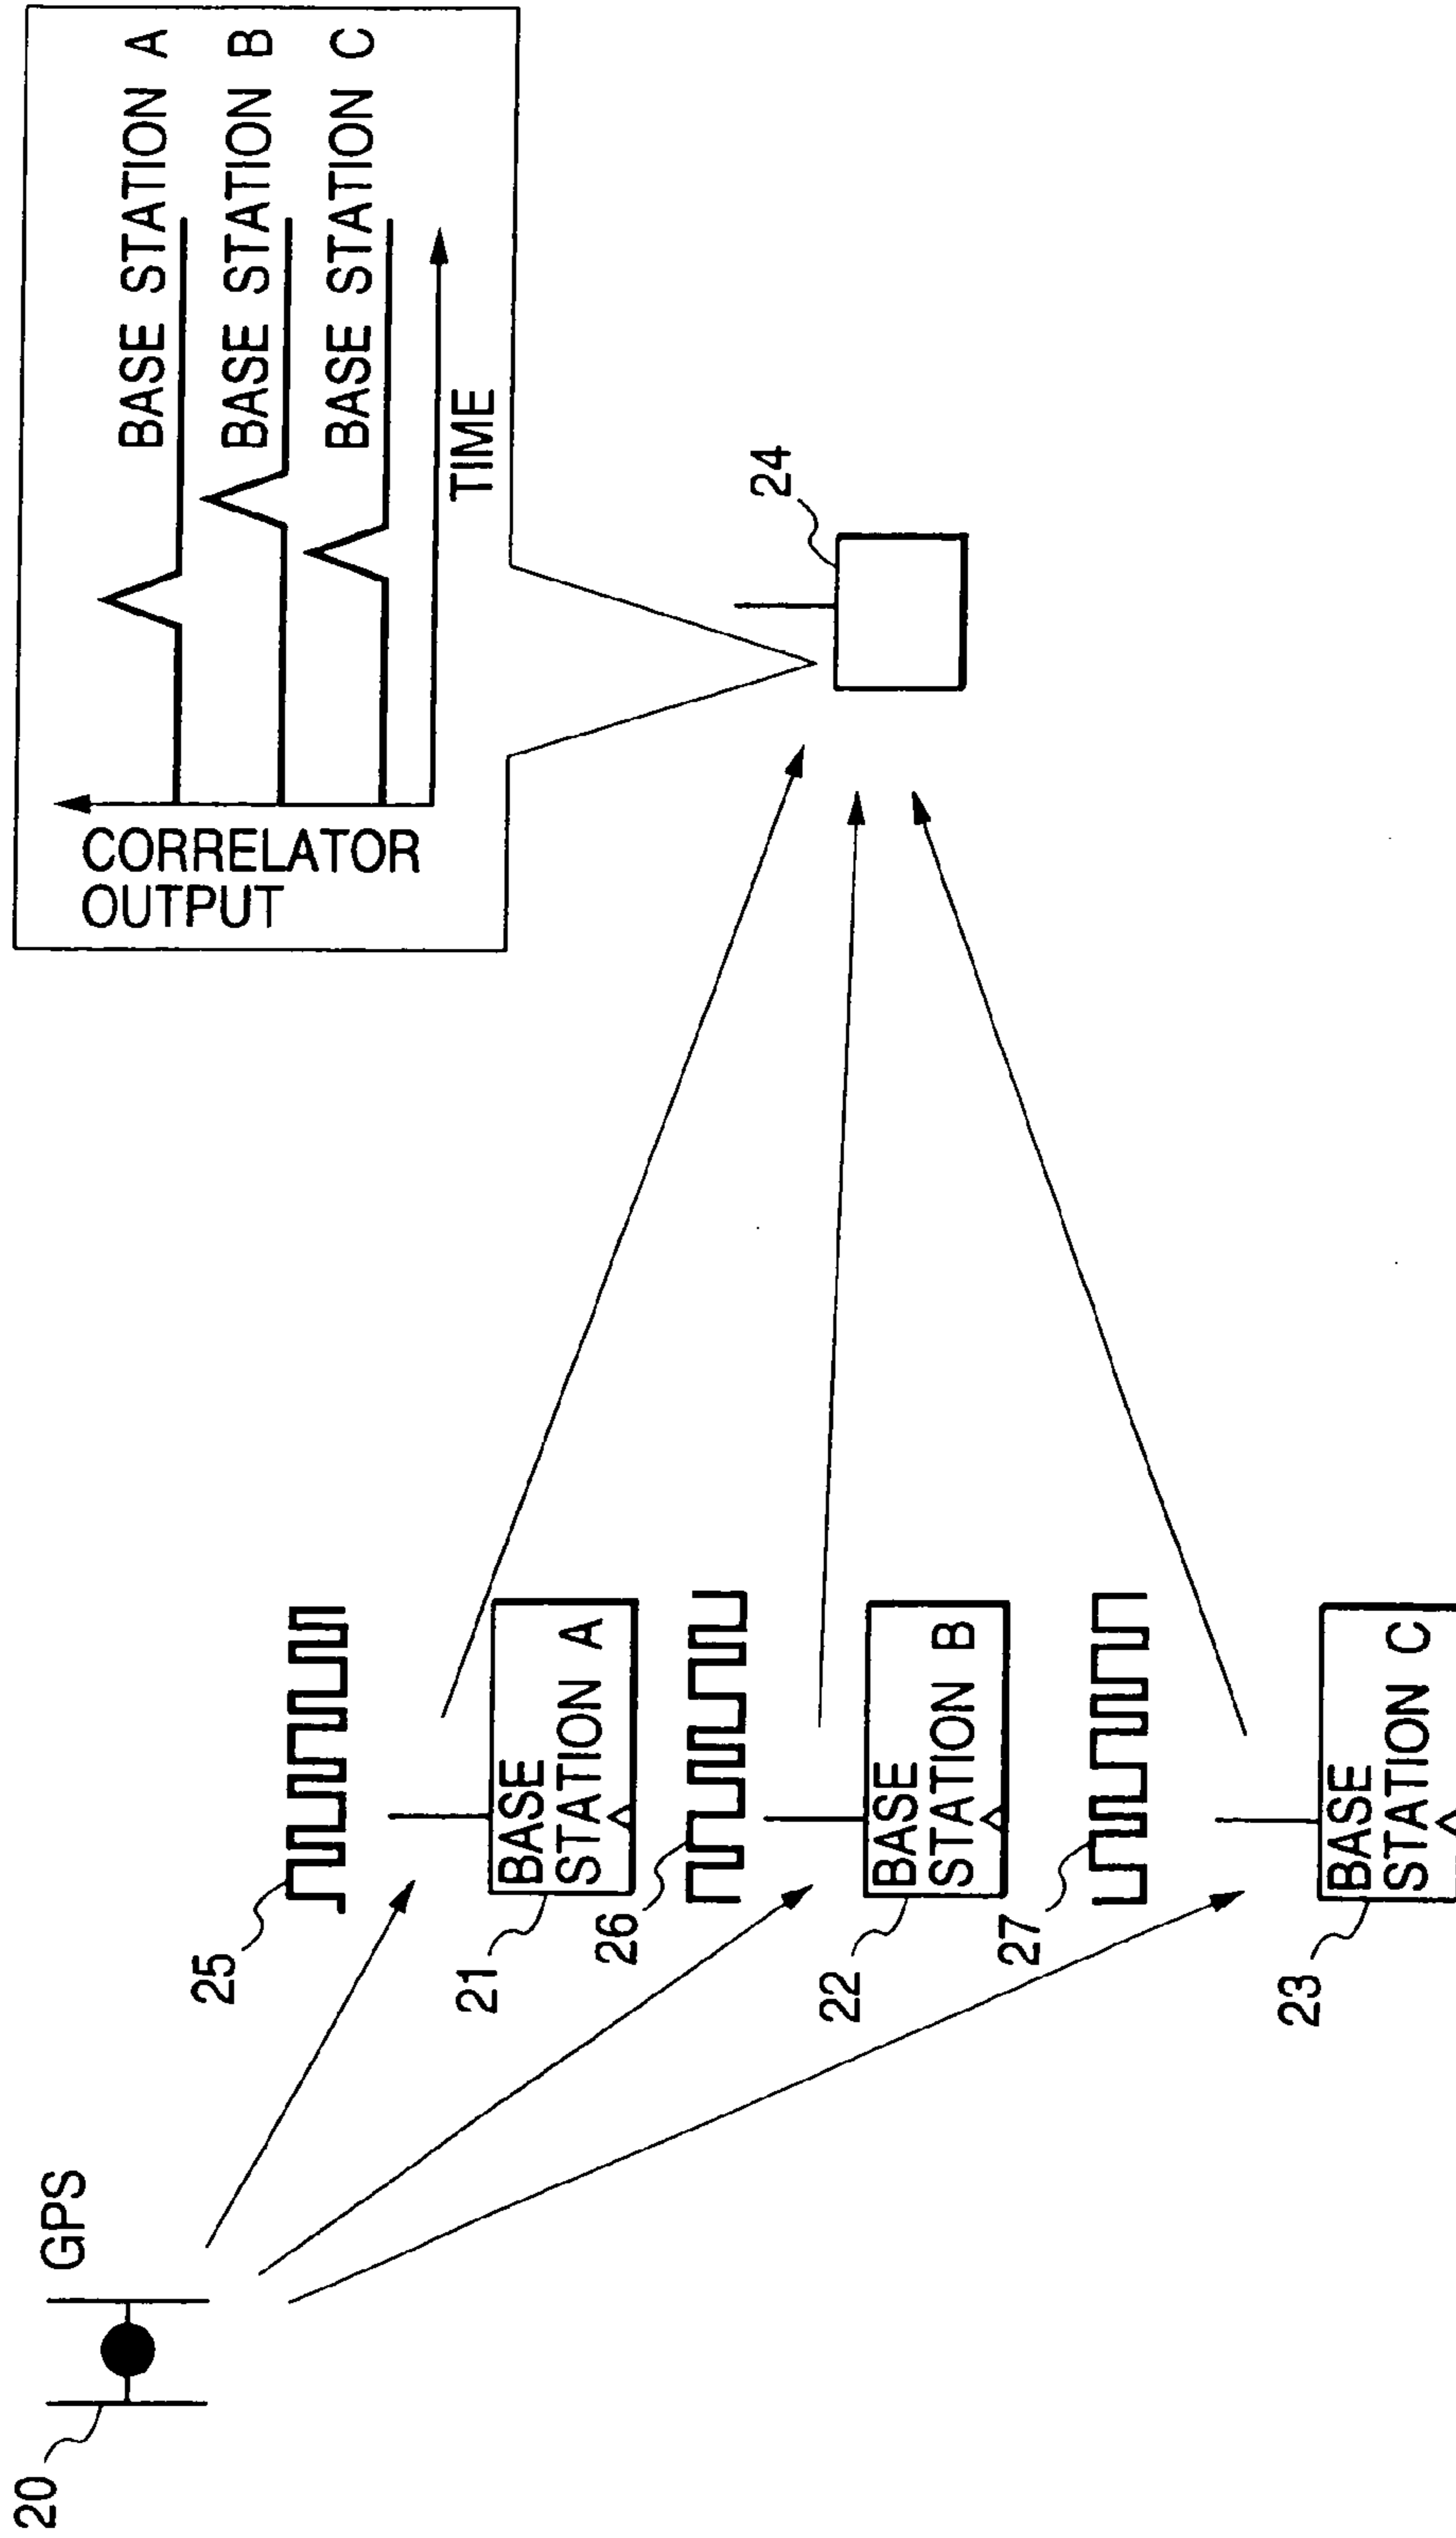 20
GPS
25
21
BASE
STATION A
26
22
BASE
STATION B
27
23
BASE
STATION C
24
CORRELATOR
OUTPUT
BASE STATION A
BASE STATION B
BASE STATION C
TIME